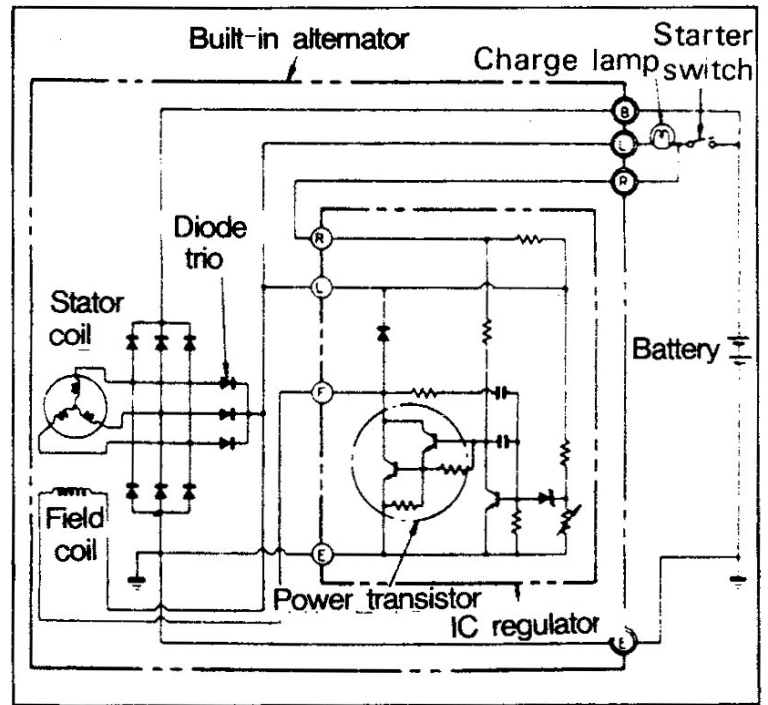 Built-in alternator
Starter
switch
Charge lamp
B
L
R
Diode
trio
R
L
Stator
coil
Battery
F
Field
coil
E
Power transistor
IC regulator
E